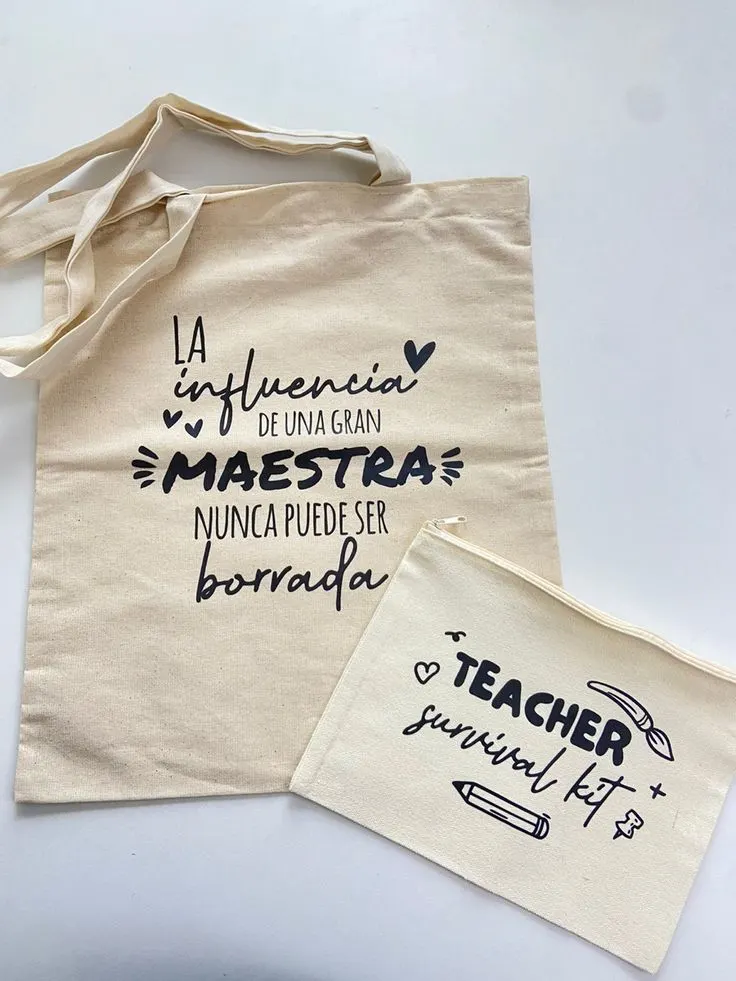 LA
influencia
DE UNA GRAN
MAESTRA
NUNCA PUEDE SER
borrada
TEACHER
survival kit